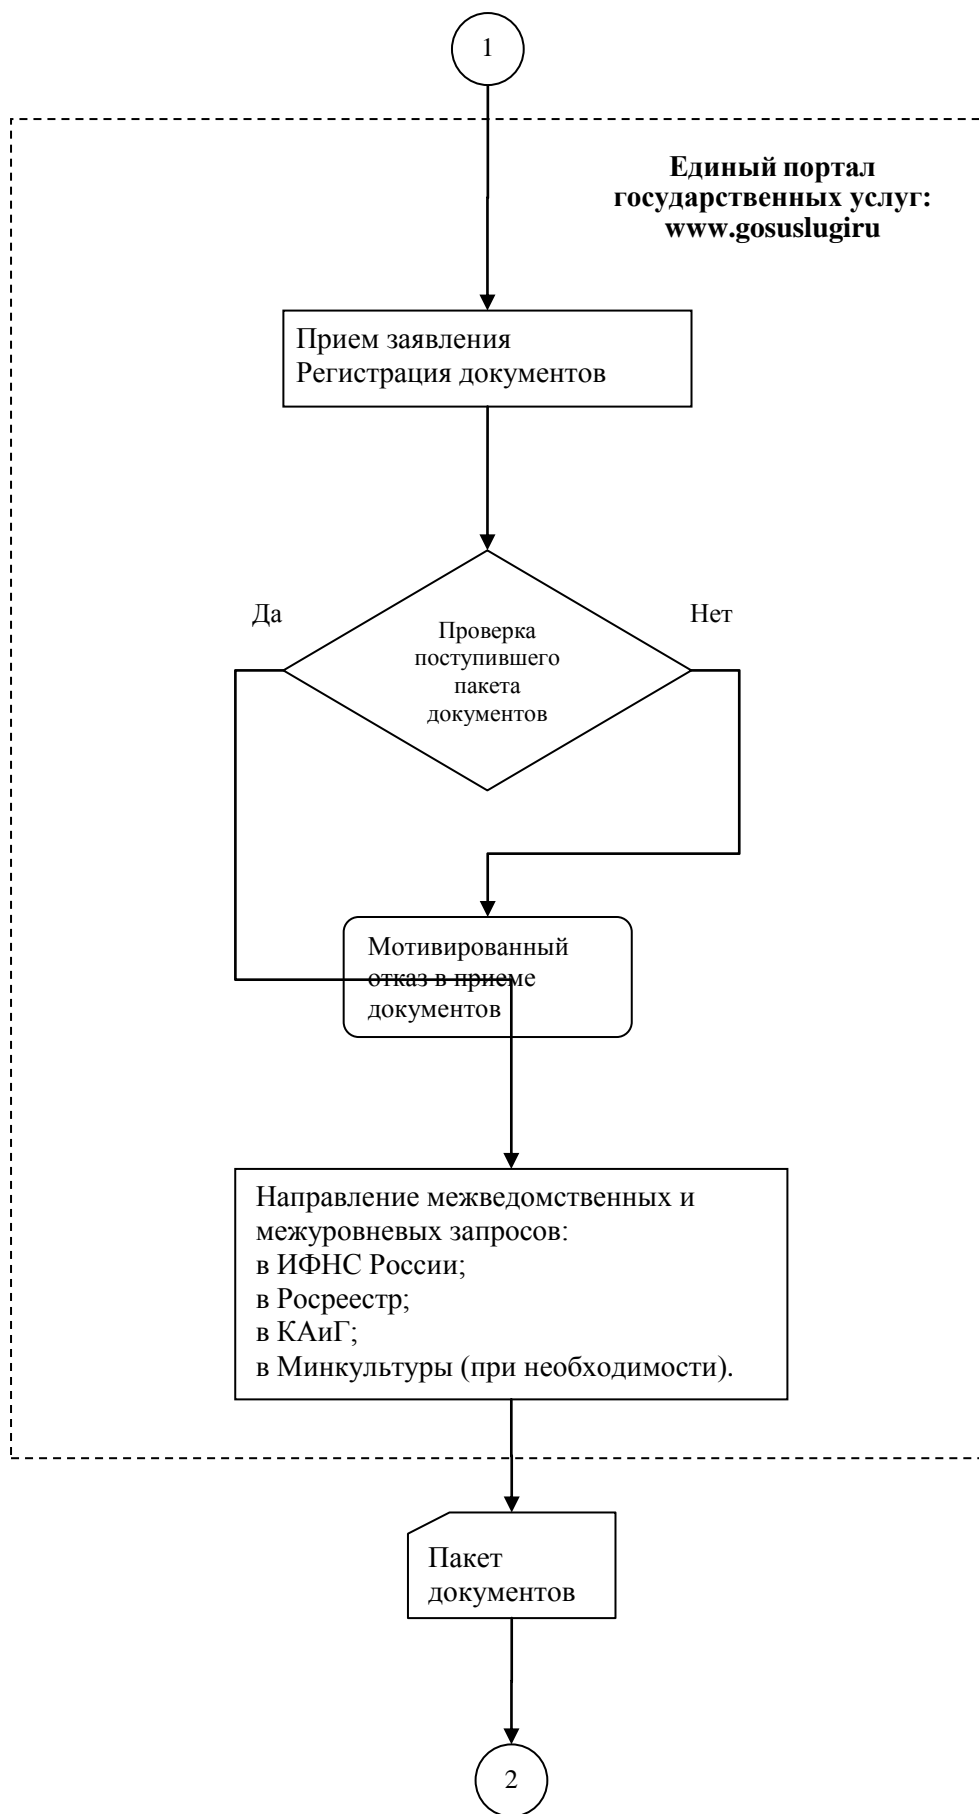 1
Единый портал
государственных услуг:
www.gosuslugiru
Прием заявления
Регистрация документов
Да
Нет
Проверка
поступившего
пакета
документов
Мотивированный
отказ в приеме
документов
Направление межведомственных и
межуровневых запросов:
в ИФНС России;
в Росреестр;
в КАиГ;
в Минкультуры (при необходимости).
Пакет
документов
2